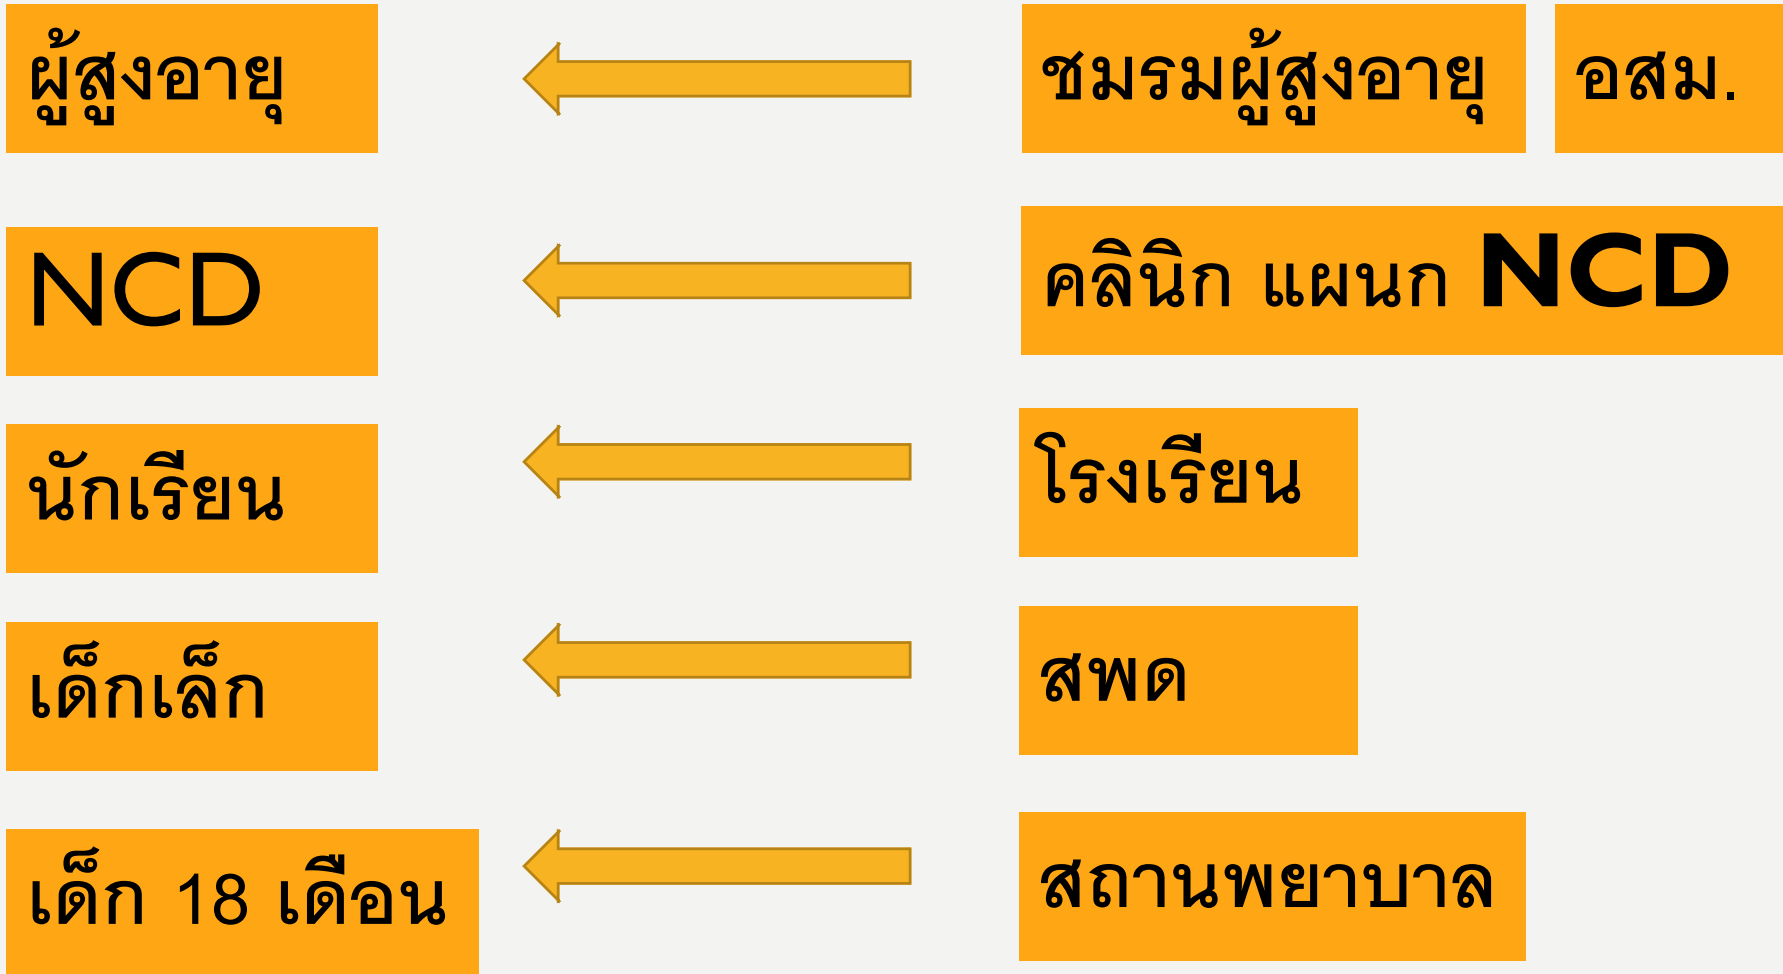 ผู้สูงอายุ ชมรมผู้สูงอายุ อสม.
NCD คลินิก แผนก NCD
นักเรียน โรงเรียน
เด็กเล็ก สพด
เด็ก 18 เดือน สถานพยาบาล